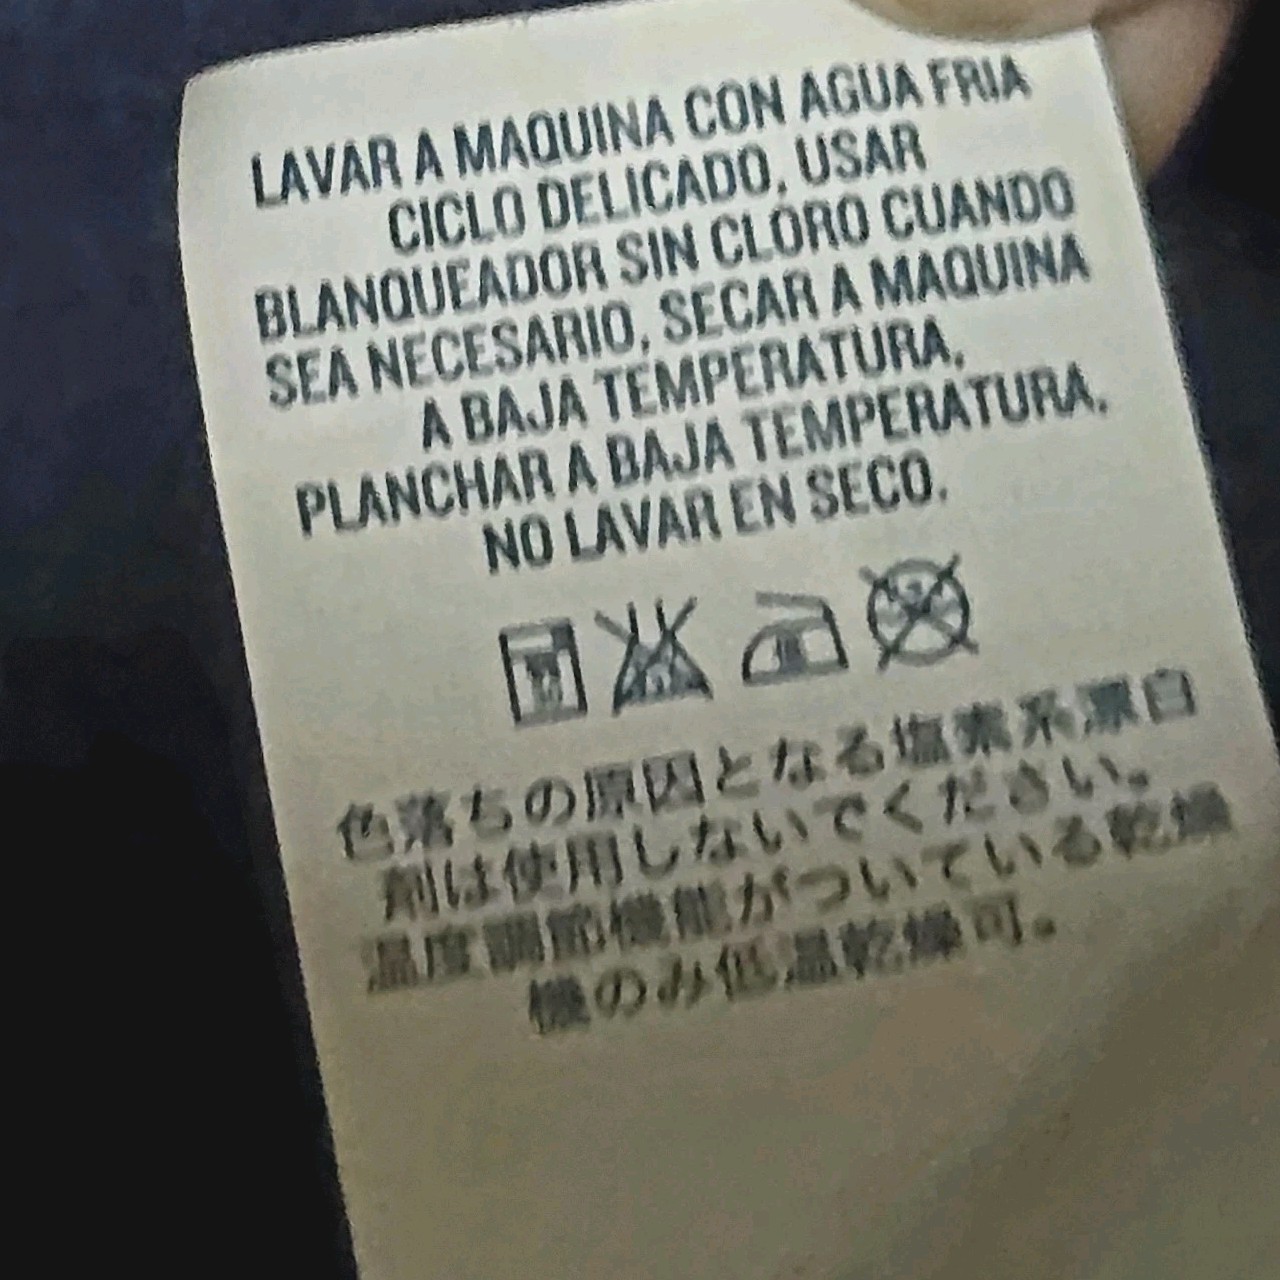 LAVAR A MAQUINA CON AGUA FRIA
CICLO DELICADO, USAR
BLANQUEADOR SIN CLORO CUANDO
SEA NECESARIO, SECAR A MAQUINA
A BAJA TEMPERATURA,
PLANCHAR A BAJA TEMPERATURA.
NO LAVAR EN SECO.
色落ちの原因となる塩素系漂白
剤は使用しないでください。
温度調節機能がついている乾燥
機のみ低温乾燥可。